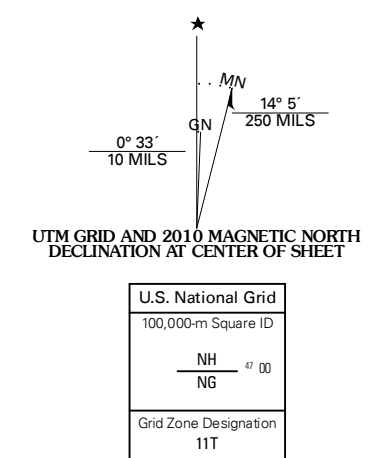 ★
MN
GN
14° 5´
250 MILS
0° 33´
10 MILS
UTM GRID AND 2010 MAGNETIC NORTH
DECLINATION AT CENTER OF SHEET
U.S. National Grid
100,000-m Square ID
NH
47 00
NG
Grid Zone Designation
11T